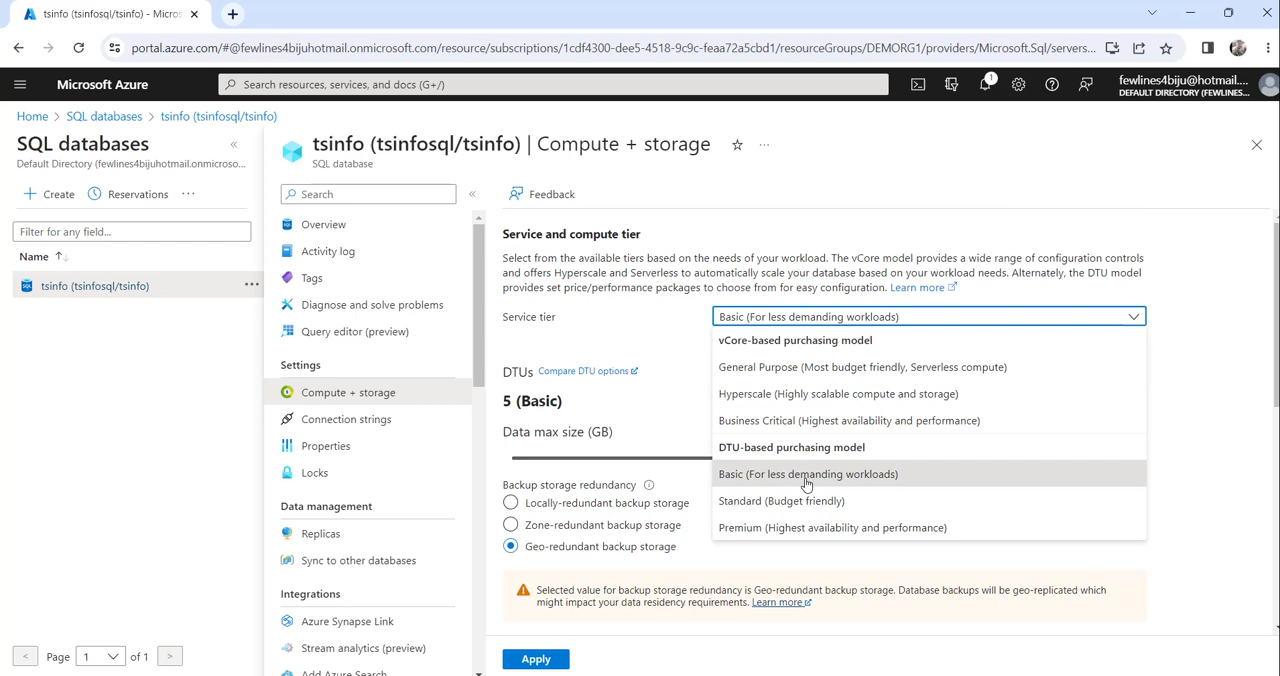 tsinfo (tsinfosql/tsinfo) - Micros
portal.azure.com/#@fewlines4bijuhotmail.onmicrosoft.com/resource/subscriptions/1cdf4300-dee5-4518-9c9c-feaa72a5cbd1/resourceGroups/DEMORG1/providers/Microsoft.Sql/servers...
Microsoft Azure
Search resources, services, and docs (G+/)
1
fewlines4biju@hotmail....
DEFAULT DIRECTORY (FEWLINES...
Home > SQL databases > tsinfo (tsinfosql/tsinfo)
SQL databases
Default Directory (fewlines4bijuhotmail.onmicroso...
Create
Reservations
Filter for any field...
Name
tsinfo (tsinfosql/tsinfo)
Page 1 of 1
tsinfo (tsinfosql/tsinfo) | Compute + storage
SQL database
Search
Overview
Activity log
Tags
Diagnose and solve problems
Query editor (preview)
Settings
Compute + storage
Connection strings
Properties
Locks
Data management
Replicas
Sync to other databases
Integrations
Azure Synapse Link
Stream analytics (preview)
Add Azure Search
Feedback
Service and compute tier
Select from the available tiers based on the needs of your workload. The vCore model provides a wide range of configuration controls
and offers Hyperscale and Serverless to automatically scale your database based on your workload needs. Alternately, the DTU model
provides set price/performance packages to choose from for easy configuration. Learn more
Service tier
Basic (For less demanding workloads)
vCore-based purchasing model
General Purpose (Most budget friendly, Serverless compute)
Hyperscale (Highly scalable compute and storage)
Business Critical (Highest availability and performance)
DTU-based purchasing model
Basic (For less demanding workloads)
Standard (Budget friendly)
Premium (Highest availability and performance)
DTUs Compare DTU options
5 (Basic)
Data max size (GB)
Backup storage redundancy
Locally-redundant backup storage
Zone-redundant backup storage
Geo-redundant backup storage
Selected value for backup storage redundancy is Geo-redundant backup storage. Database backups will be geo-replicated which
might impact your data residency requirements. Learn more
Apply